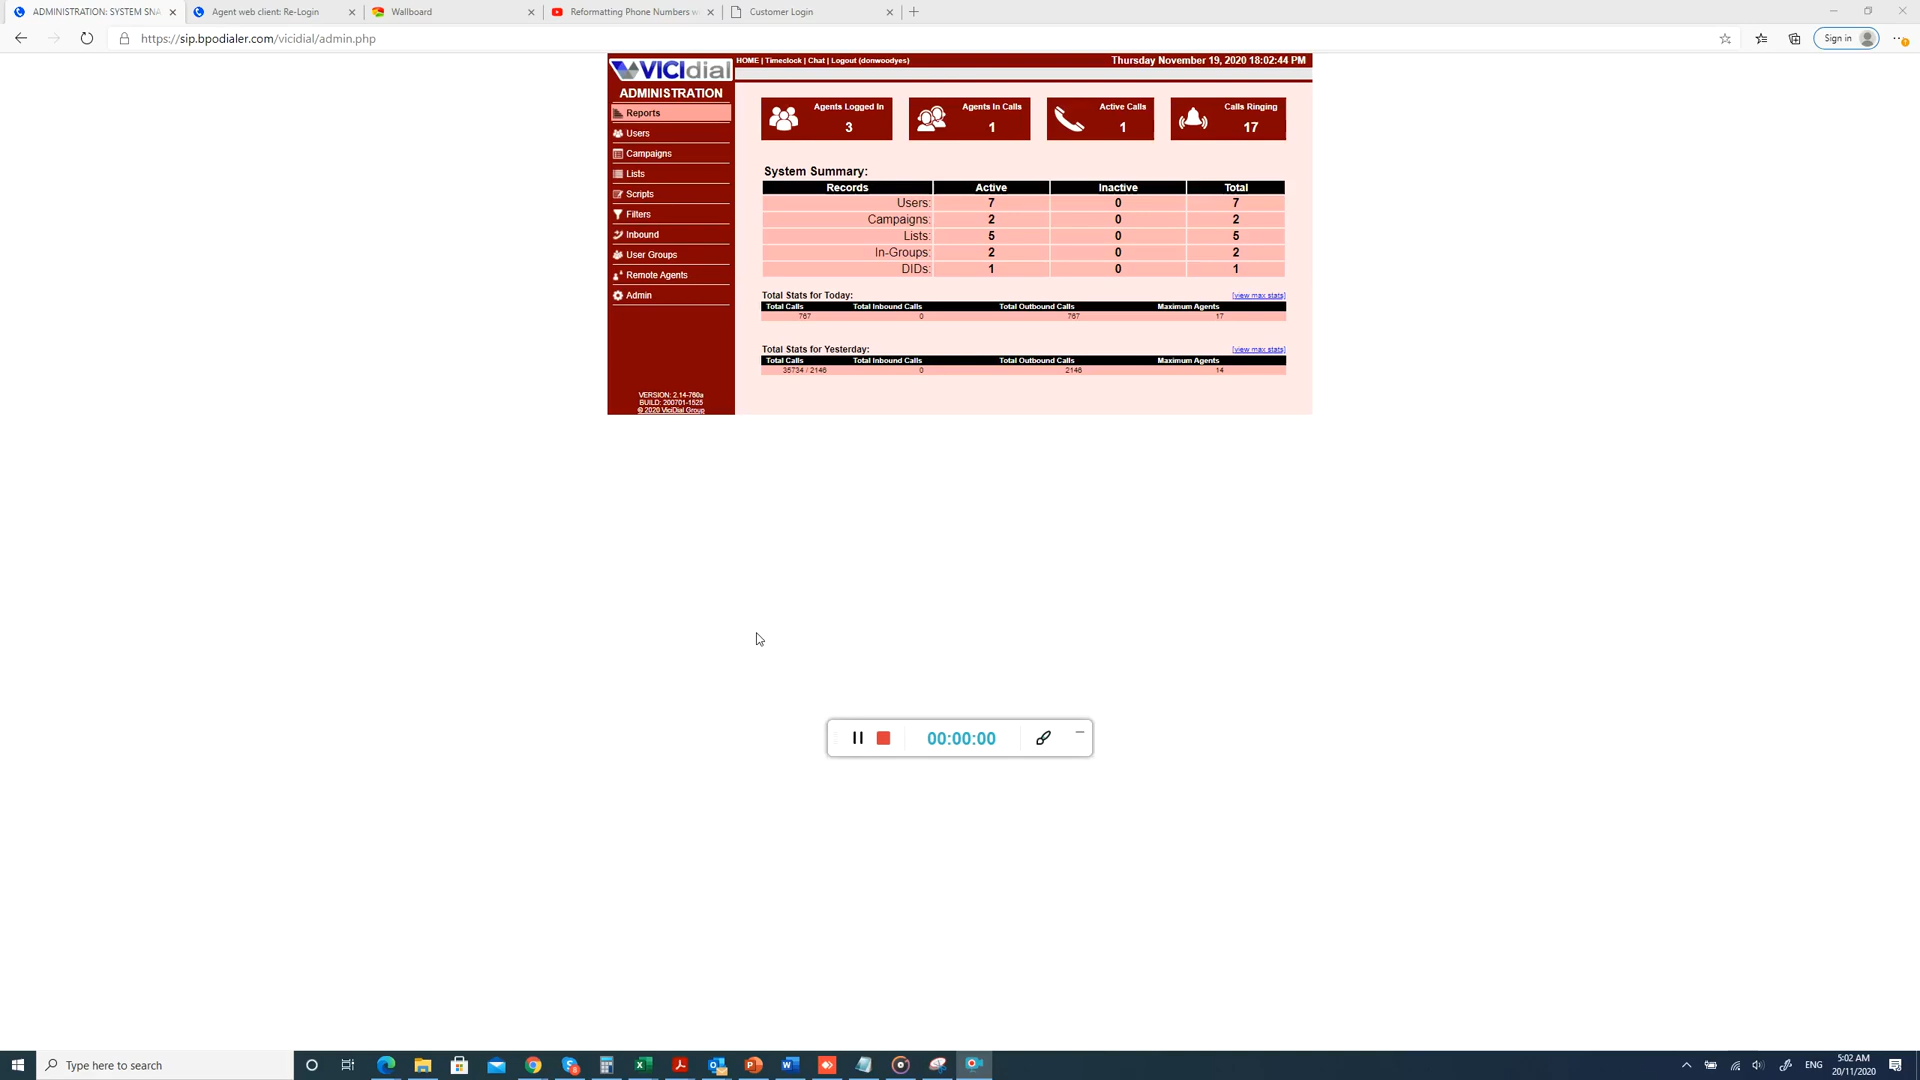 ADMINISTRATION: SYSTEM SNA
Agent web client: Re-Login
Wallboard
Reformatting Phone Numbers w
Customer Login
https://sip.bpodialer.com/vicidial/admin.php
Sign in
VICIdial
HOME | Timeclock | Chat | Logout (donwoodyes)
Thursday November 19, 2020 18:02:44 PM
ADMINISTRATION
Reports
Users
Campaigns
Lists
Scripts
Filters
Inbound
User Groups
Remote Agents
Admin
VERSION: 2.14-760a
BUILD: 200701-1525
© 2020 ViciDial Group
Agents Logged In
3
Agents In Calls
1
Active Calls
1
Calls Ringing
17
System Summary:
Records Active Inactive Total
Users: 7 0 7
Campaigns: 2 0 2
Lists: 5 0 5
In-Groups: 2 0 2
DIDs: 1 0 1
Total Stats for Today: [view max stats]
Total Calls Total Inbound Calls Total Outbound Calls Maximum Agents
767 0 767 17
Total Stats for Yesterday: [view max stats]
Total Calls Total Inbound Calls Total Outbound Calls Maximum Agents
35734 / 2146 0 2146 14
00:00:00
Type here to search
ENG
5:02 AM
20/11/2020